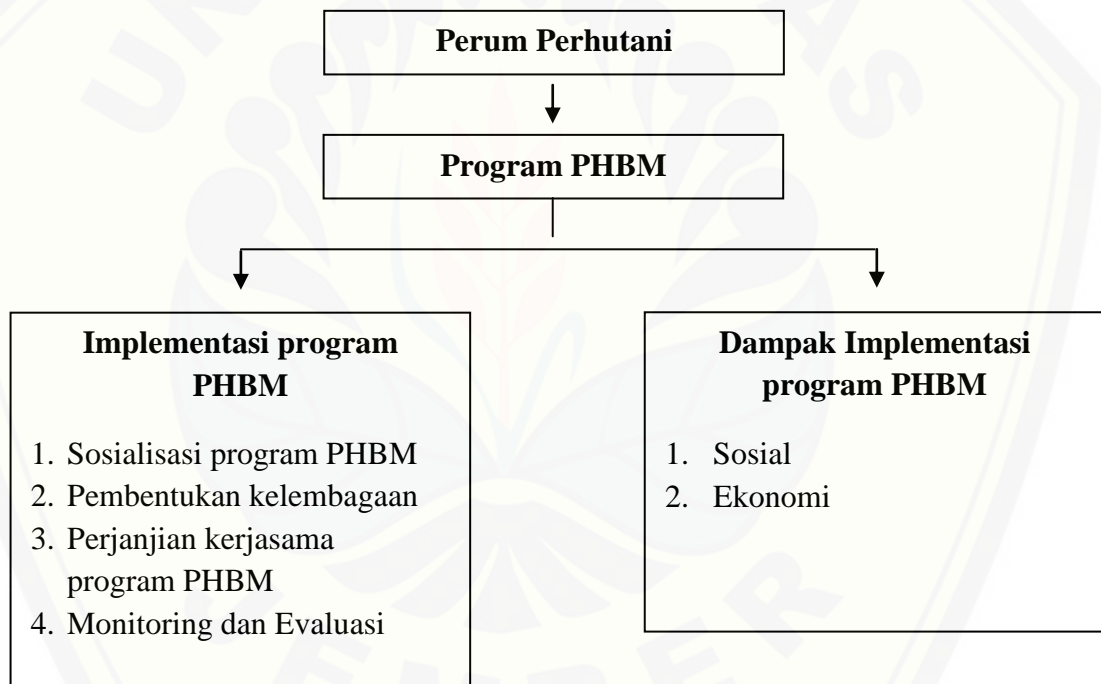 Perum Perhutani
Program PHBM
Implementasi program
PHBM
1. Sosialisasi program PHBM
2. Pembentukan kelembagaan
3. Perjanjian kerjasama
program PHBM
4. Monitoring dan Evaluasi
Dampak Implementasi
program PHBM
1. Sosial
2. Ekonomi